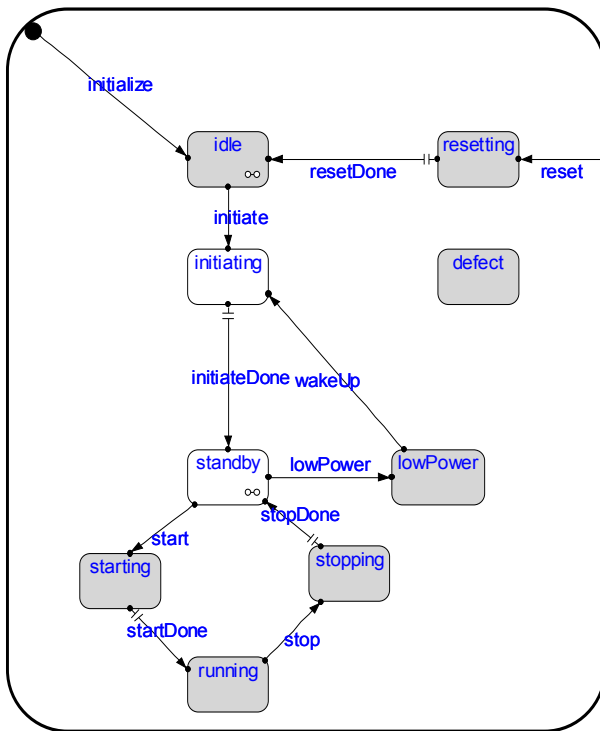 initialize
idle
resetting
resetDone
reset
initiate
initiating
defect
initiateDone
wakeUp
standby
lowPower
lowPower
stopDone
start
starting
stopping
startDone
stop
running